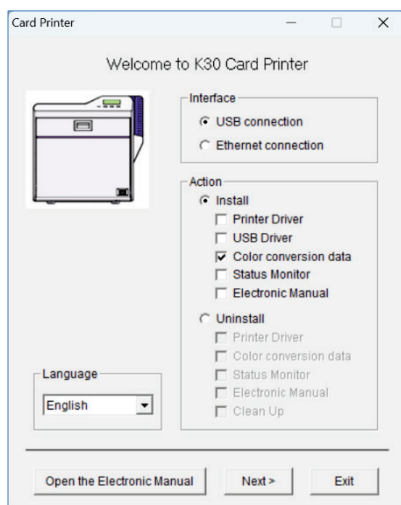 Card Printer
Welcome to K30 Card Printer
Interface
USB connection
Ethernet connection
Action
Install
Printer Driver
USB Driver
Color conversion data
Status Monitor
Electronic Manual
Uninstall
Printer Driver
Color conversion data
Status Monitor
Electronic Manual
Clean Up
Language
English
Open the Electronic Manual
Next >
Exit